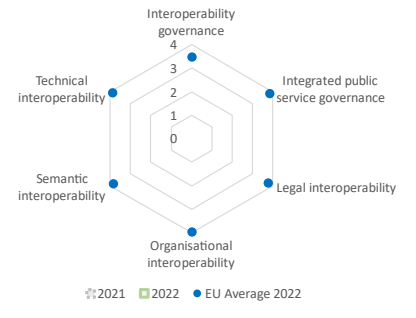 Interoperability
governance
4
3
2
1
0
Technical
interoperability
Integrated public
service governance
Semantic
interoperability
Legal interoperability
Organisational
interoperability
2021 2022 EU Average 2022